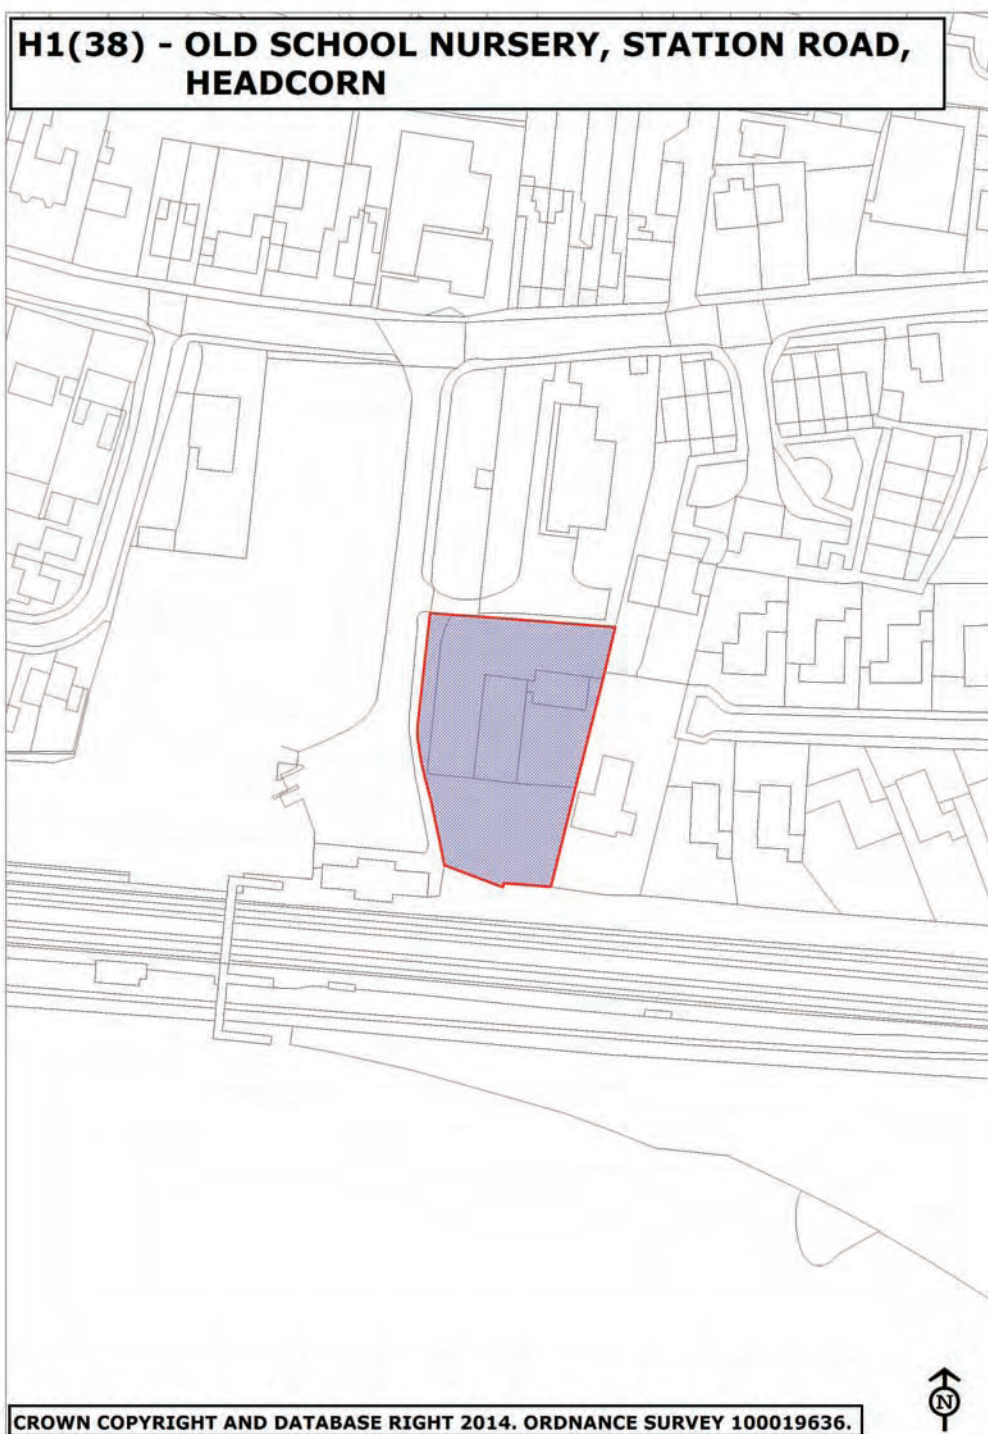 H1(38) - OLD SCHOOL NURSERY, STATION ROAD,
HEADCORN
N
CROWN COPYRIGHT AND DATABASE RIGHT 2014. ORDNANCE SURVEY 100019636.